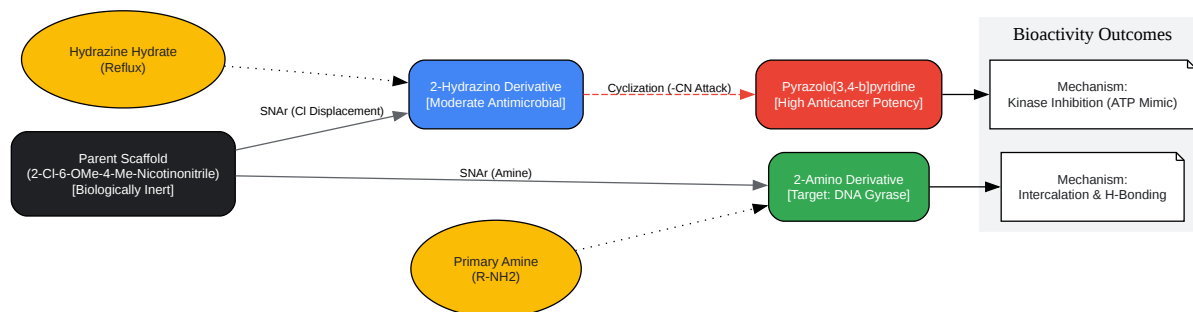 Bioactivity Outcomes
Hydrazine Hydrate
(Reflux)
2-Hydrazino Derivative
[Moderate Antimicrobial]
Cyclization (-CN Attack)
Pyrazolo[3,4-b]pyridine
[High Anticancer Potency]
Mechanism:
Kinase Inhibition (ATP Mimic)
SNAr (Cl Displacement)
Parent Scaffold
(2-Cl-6-OMe-4-Me-Nicotinonitrile)
[Biologically Inert]
SNAr (Amine)
2-Amino Derivative
[Target: DNA Gyrase]
Mechanism:
Intercalation & H-Bonding
Primary Amine
(R-NH2)